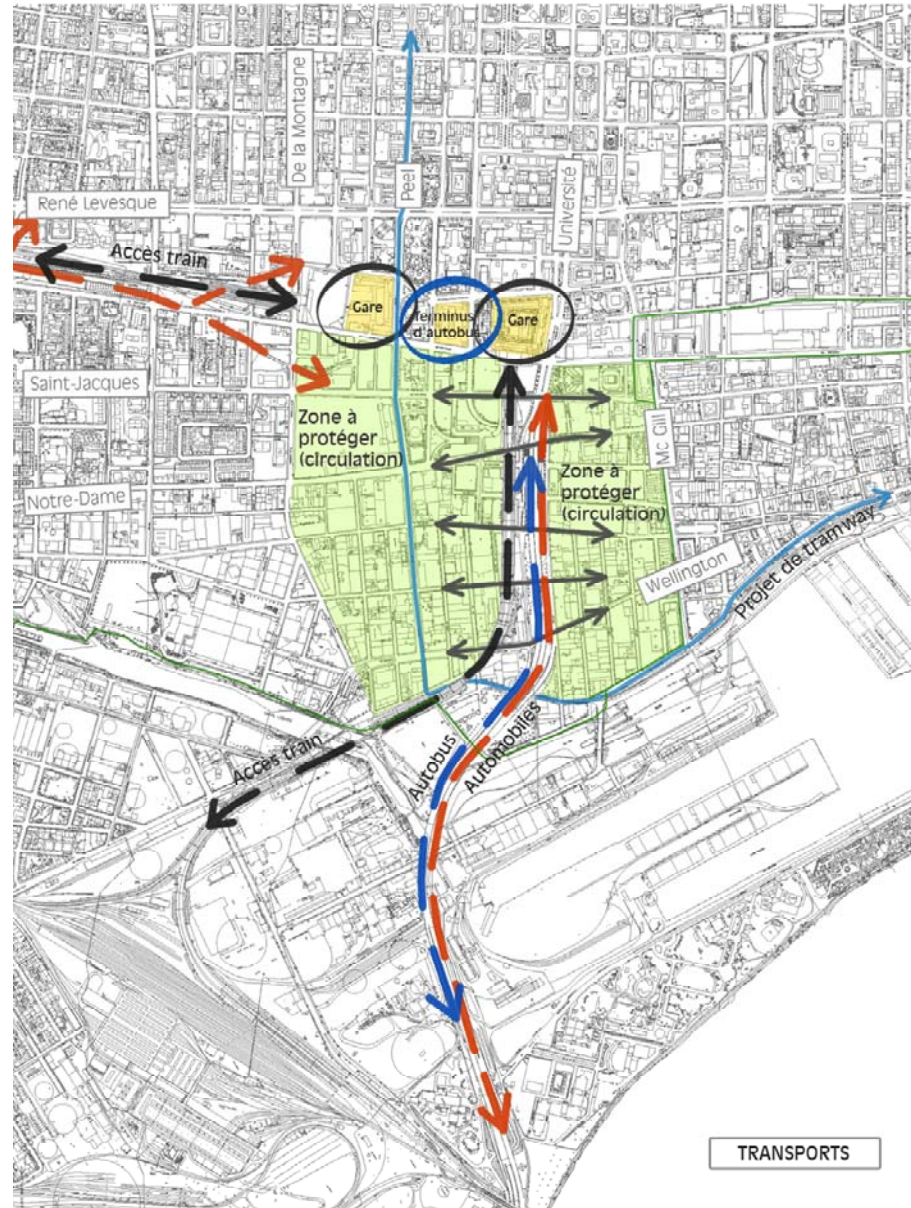 De la Montagne
Peel
Université
René Levesque
Accès train
Gare
Terminus
d'autobus
Gare
Saint-Jacques
Mc Gill
Zone à
protéger
(circulation)
Zone à
protéger
(circulation)
Notre-Dame
Wellington
Projet de tramway
Accès train
Autobus
Automobiles
TRANSPORTS